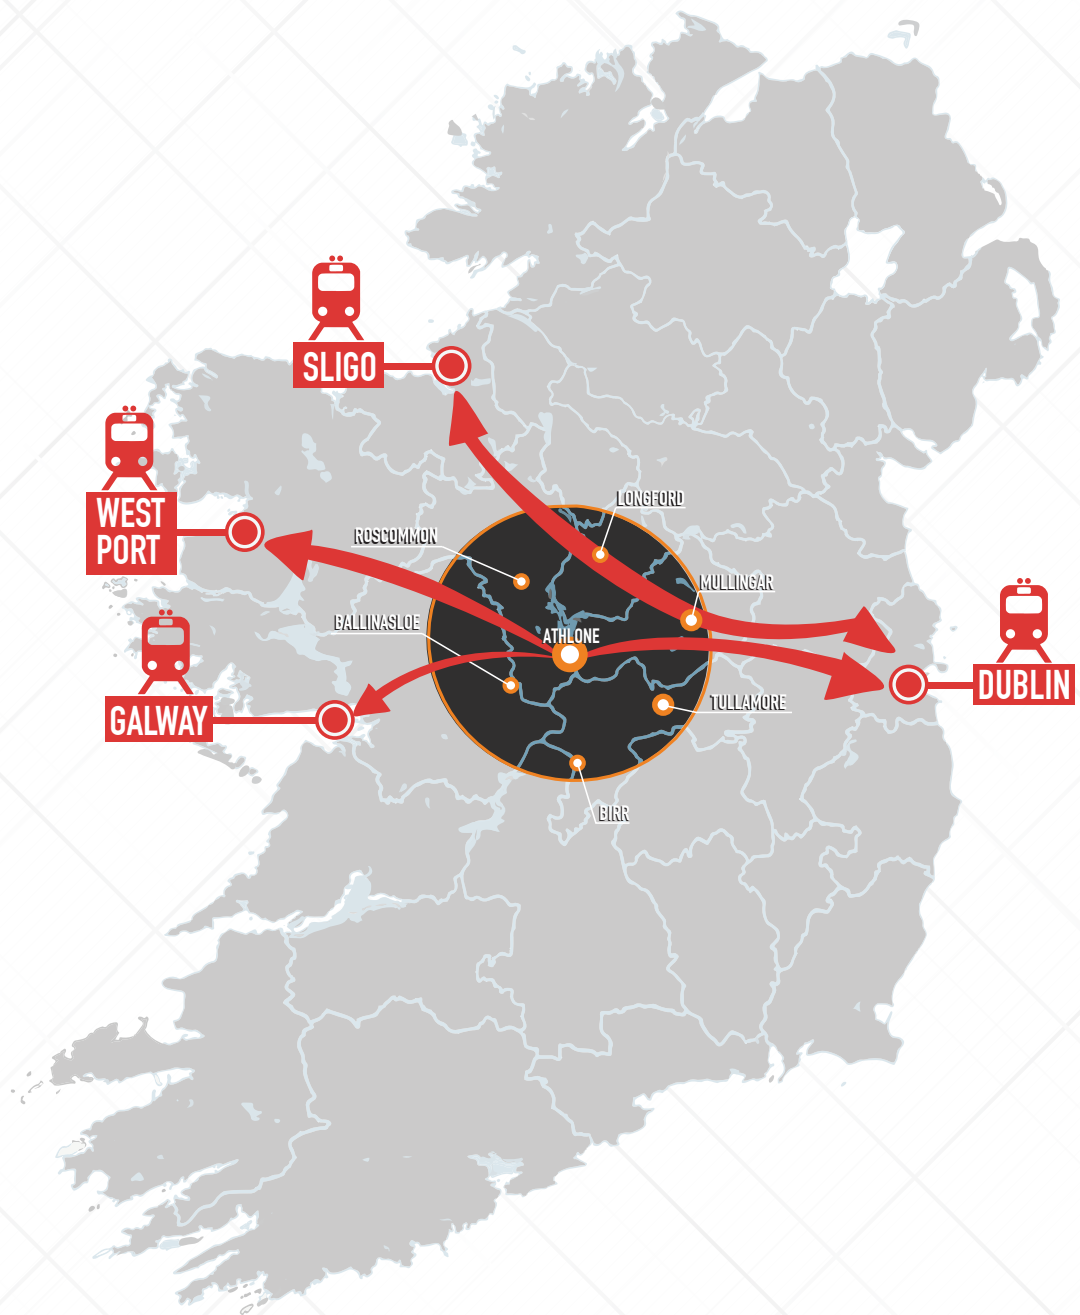 SLIGO
WEST
PORT
LONGFORD
ROSCOMMON
MULLINGAR
BALLINASLOE
ATHLONE
DUBLIN
GALWAY
TULLAMORE
BIRR